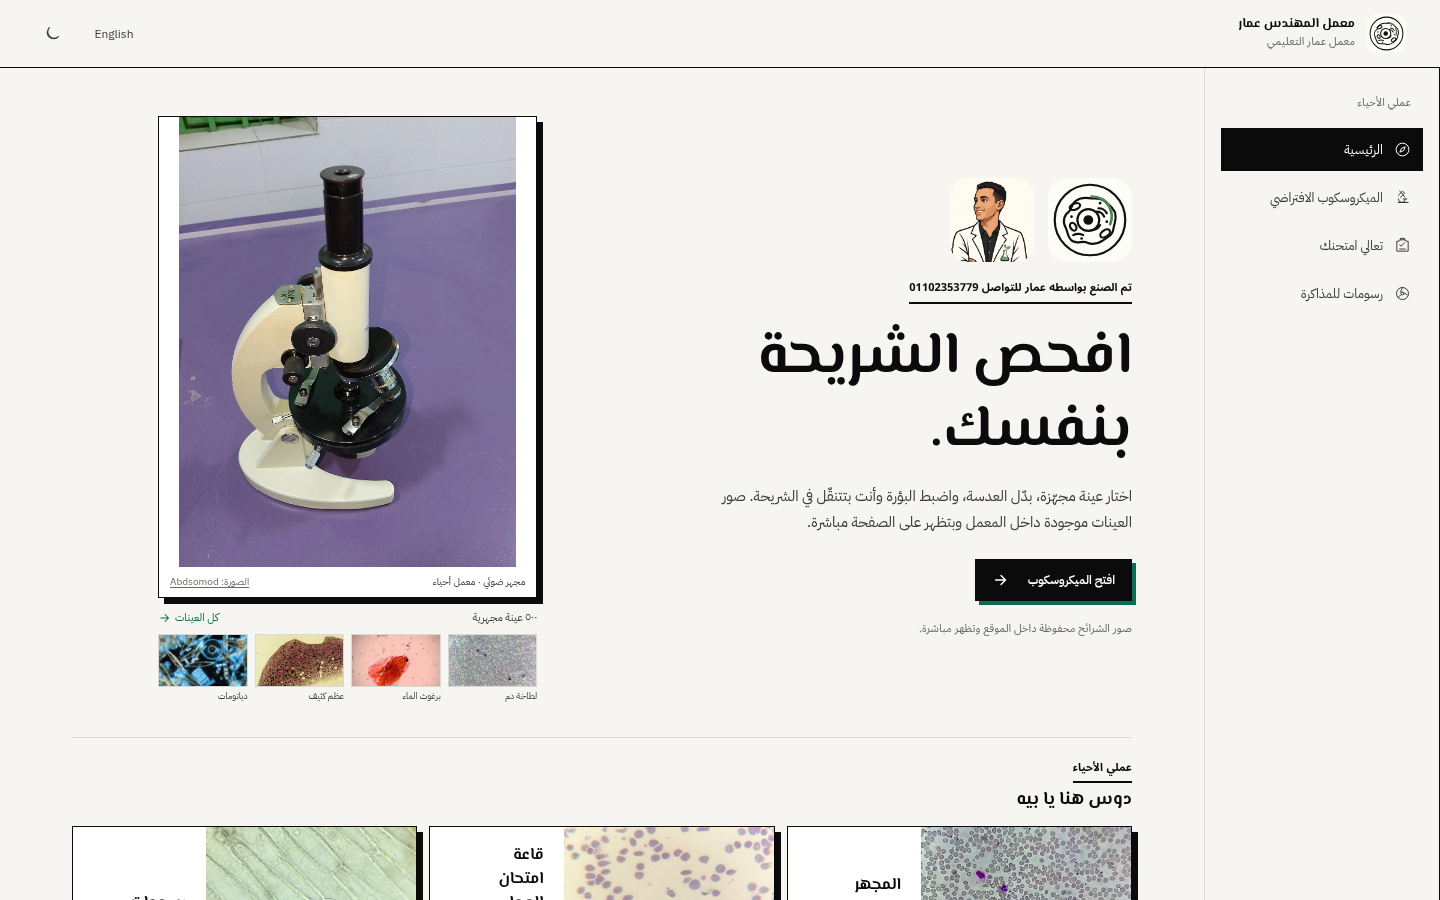 معمل المهندس عمار
معمل عمار التعليمي
English
عملي الأحياء
الرئيسية
الميكروسكوب الافتراضي
تعالي امتحنك
رسومات للمذاكرة
تم الصنع بواسطه عمار للتواصل 01102353779
افحص الشريحة
بنفسك.
اختار عينة مجهّزة، بدّل العدسة، واضبط البؤرة وأنت بتتنقّل في الشريحة. صور
العينات موجودة داخل المعمل وبتظهر على الصفحة مباشرة.
افتح الميكروسكوب
صور الشرائح محفوظة داخل الموقع وتظهر مباشرة.
مجهر ضوئي · معمل أحياء
الصورة: Abdsomod
٥٠٠ عينة مجهرية
كل العينات
لطاخة دم
برغوث الماء
عظم كثيف
دياتومات
عملي الأحياء
دوس هنا يا بيه
المجهر
قاعة
امتحان